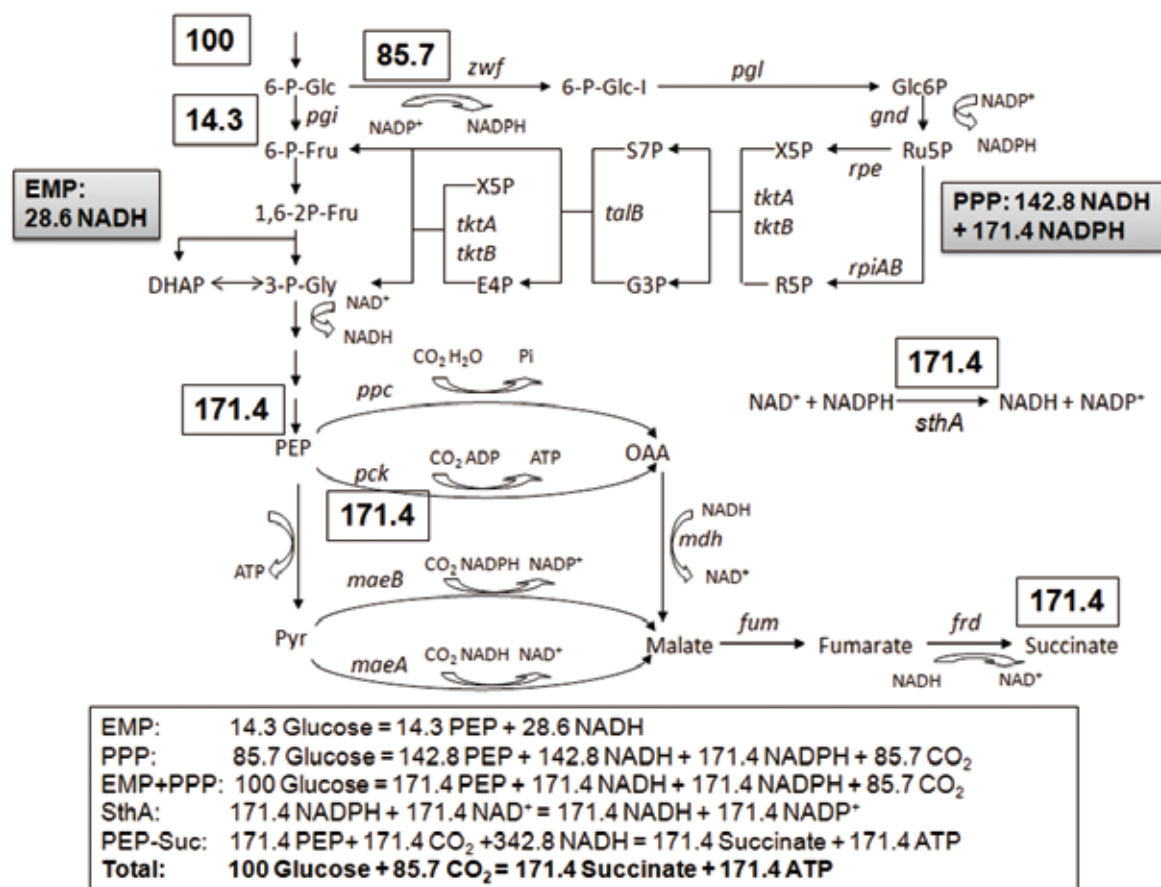 100
85.7
zwf
pgl
6-P-Glc
6-P-Glc-I
Glc6P
14.3
pgi
NADP⁺
NADPH
gnd
NADP⁺
NADPH
6-P-Fru
S7P
X5P
rpe
Ru5P
EMP:
28.6 NADH
X5P
tktA
tktB
talB
tktA
tktB
PPP: 142.8 NADH
+ 171.4 NADPH
1,6-2P-Fru
rpiAB
DHAP
3-P-Gly
E4P
G3P
R5P
NAD⁺
NADH
CO₂ H₂O
Pi
171.4
171.4
ppc
NAD⁺ + NADPH
NADH + NADP⁺
sthA
PEP
OAA
CO₂ ADP
ATP
pck
171.4
NADH
mdh
NAD⁺
ATP
CO₂ NADPH NADP⁺
maeB
171.4
Pyr
Malate
fum
Fumarate
frd
Succinate
CO₂ NADH NAD⁺
maeA
NADH
NAD⁺
EMP: 14.3 Glucose = 14.3 PEP + 28.6 NADH
PPP: 85.7 Glucose = 142.8 PEP + 142.8 NADH + 171.4 NADPH + 85.7 CO₂
EMP+PPP: 100 Glucose = 171.4 PEP + 171.4 NADH + 171.4 NADPH + 85.7 CO₂
SthA: 171.4 NADPH + 171.4 NAD⁺ = 171.4 NADH + 171.4 NADP⁺
PEP-Suc: 171.4 PEP+ 171.4 CO₂ +342.8 NADH = 171.4 Succinate + 171.4 ATP
Total: 100 Glucose + 85.7 CO₂ = 171.4 Succinate + 171.4 ATP